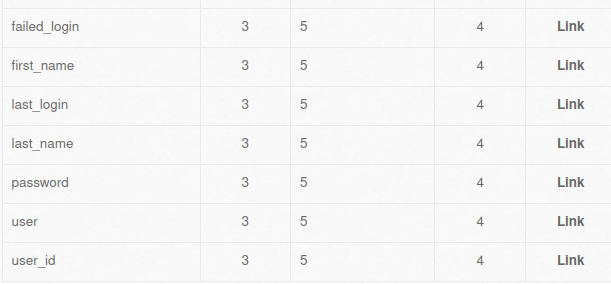 failed_login 3 5 4 Link
first_name 3 5 4 Link
last_login 3 5 4 Link
last_name 3 5 4 Link
password 3 5 4 Link
user 3 5 4 Link
user_id 3 5 4 Link